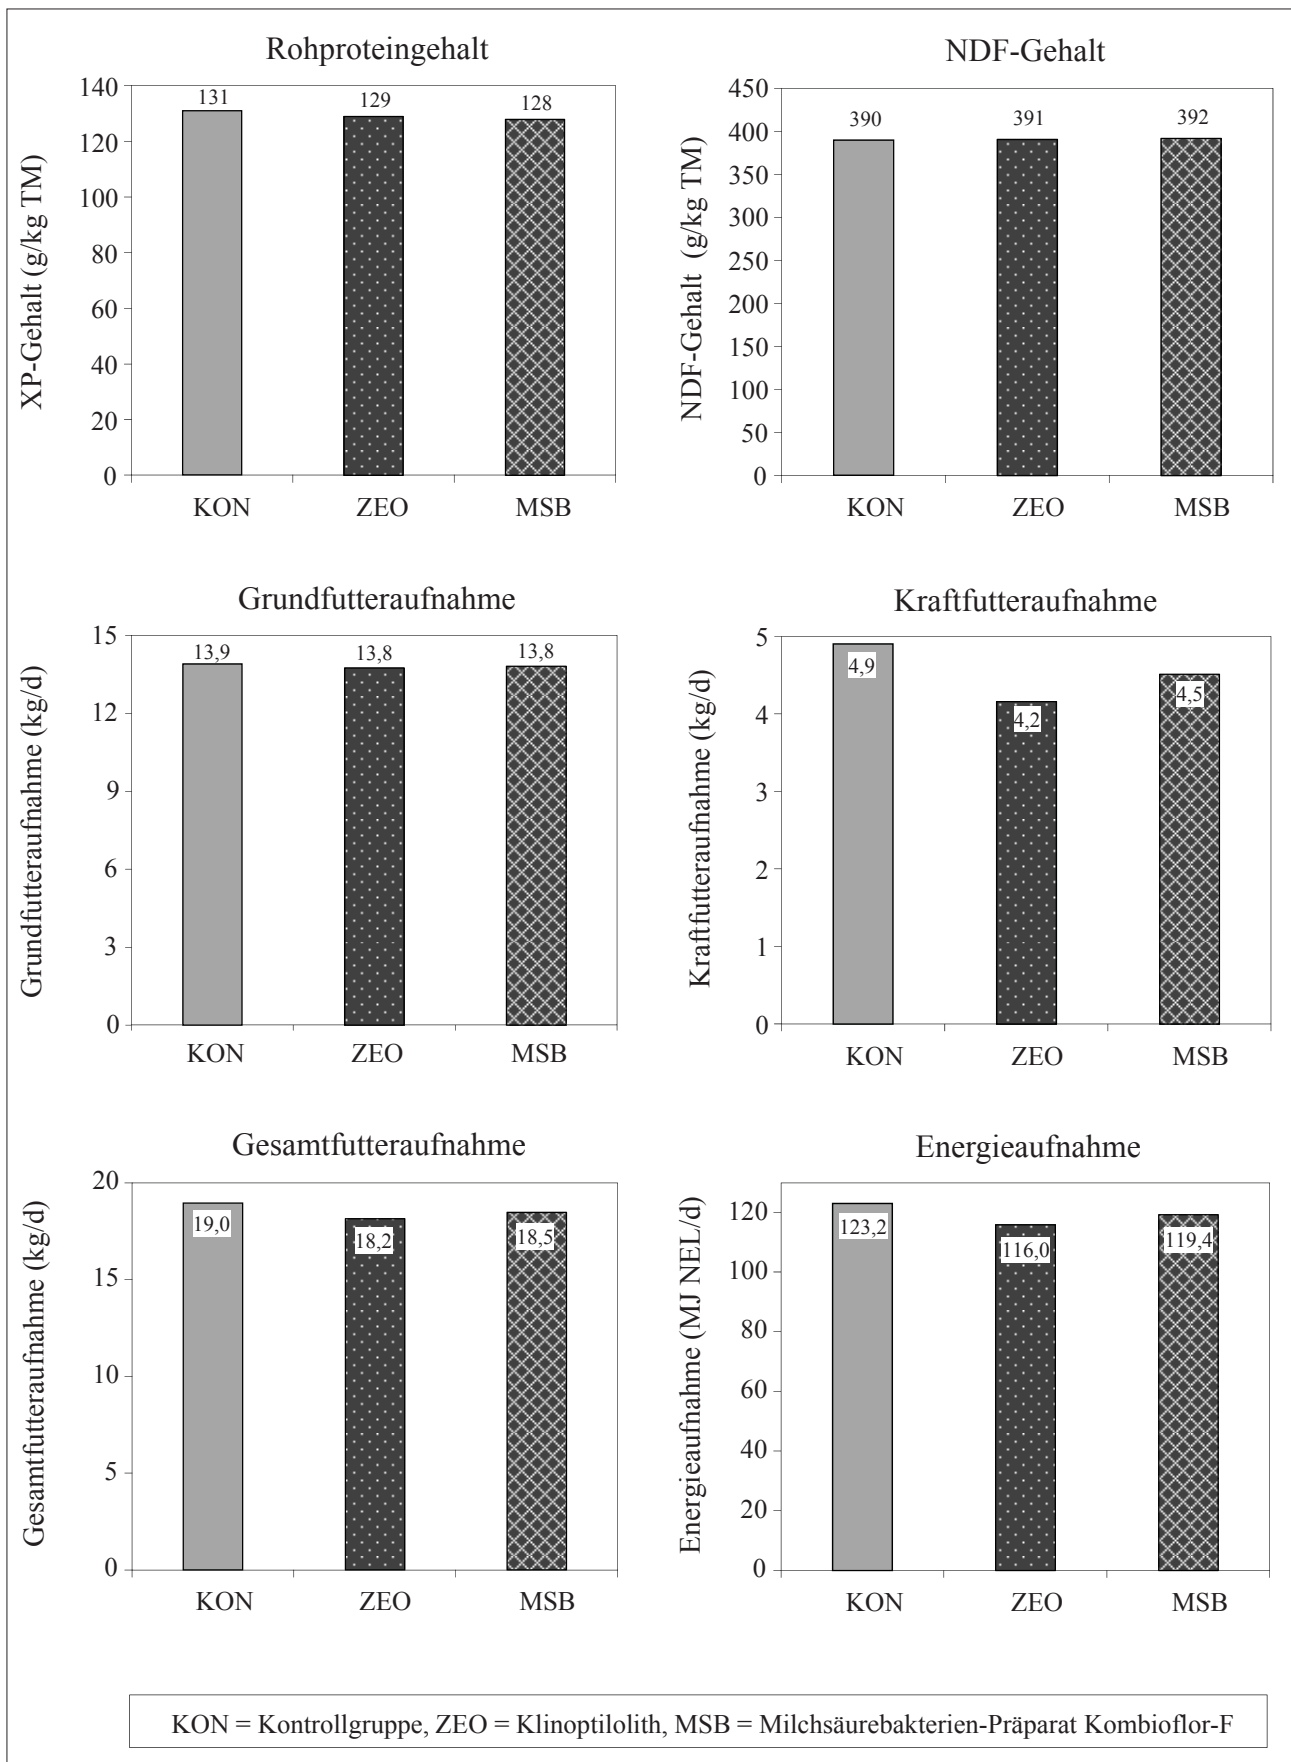 Rohproteingehalt
XP-Gehalt (g/kg TM)
140
120
100
80
60
40
20
0
131
129
128
KON
ZEO
MSB
NDF-Gehalt
NDF-Gehalt (g/kg TM)
450
400
350
300
250
200
150
100
50
0
390
391
392
KON
ZEO
MSB
Grundfutteraufnahme
Grundfutteraufnahme (kg/d)
15
12
9
6
3
0
13,9
13,8
13,8
KON
ZEO
MSB
Kraftfutteraufnahme
Kraftfutteraufnahme (kg/d)
5
4
3
2
1
0
4,9
4,2
4,5
KON
ZEO
MSB
Gesamtfutteraufnahme
Gesamtfutteraufnahme (kg/d)
20
15
10
5
0
19,0
18,2
18,5
KON
ZEO
MSB
Energieaufnahme
Energieaufnahme (MJ NEL/d)
120
100
80
60
40
20
0
123,2
116,0
119,4
KON
ZEO
MSB
KON = Kontrollgruppe, ZEO = Klinoptilolith, MSB = Milchsäurebakterien-Präparat Kombioflor-F